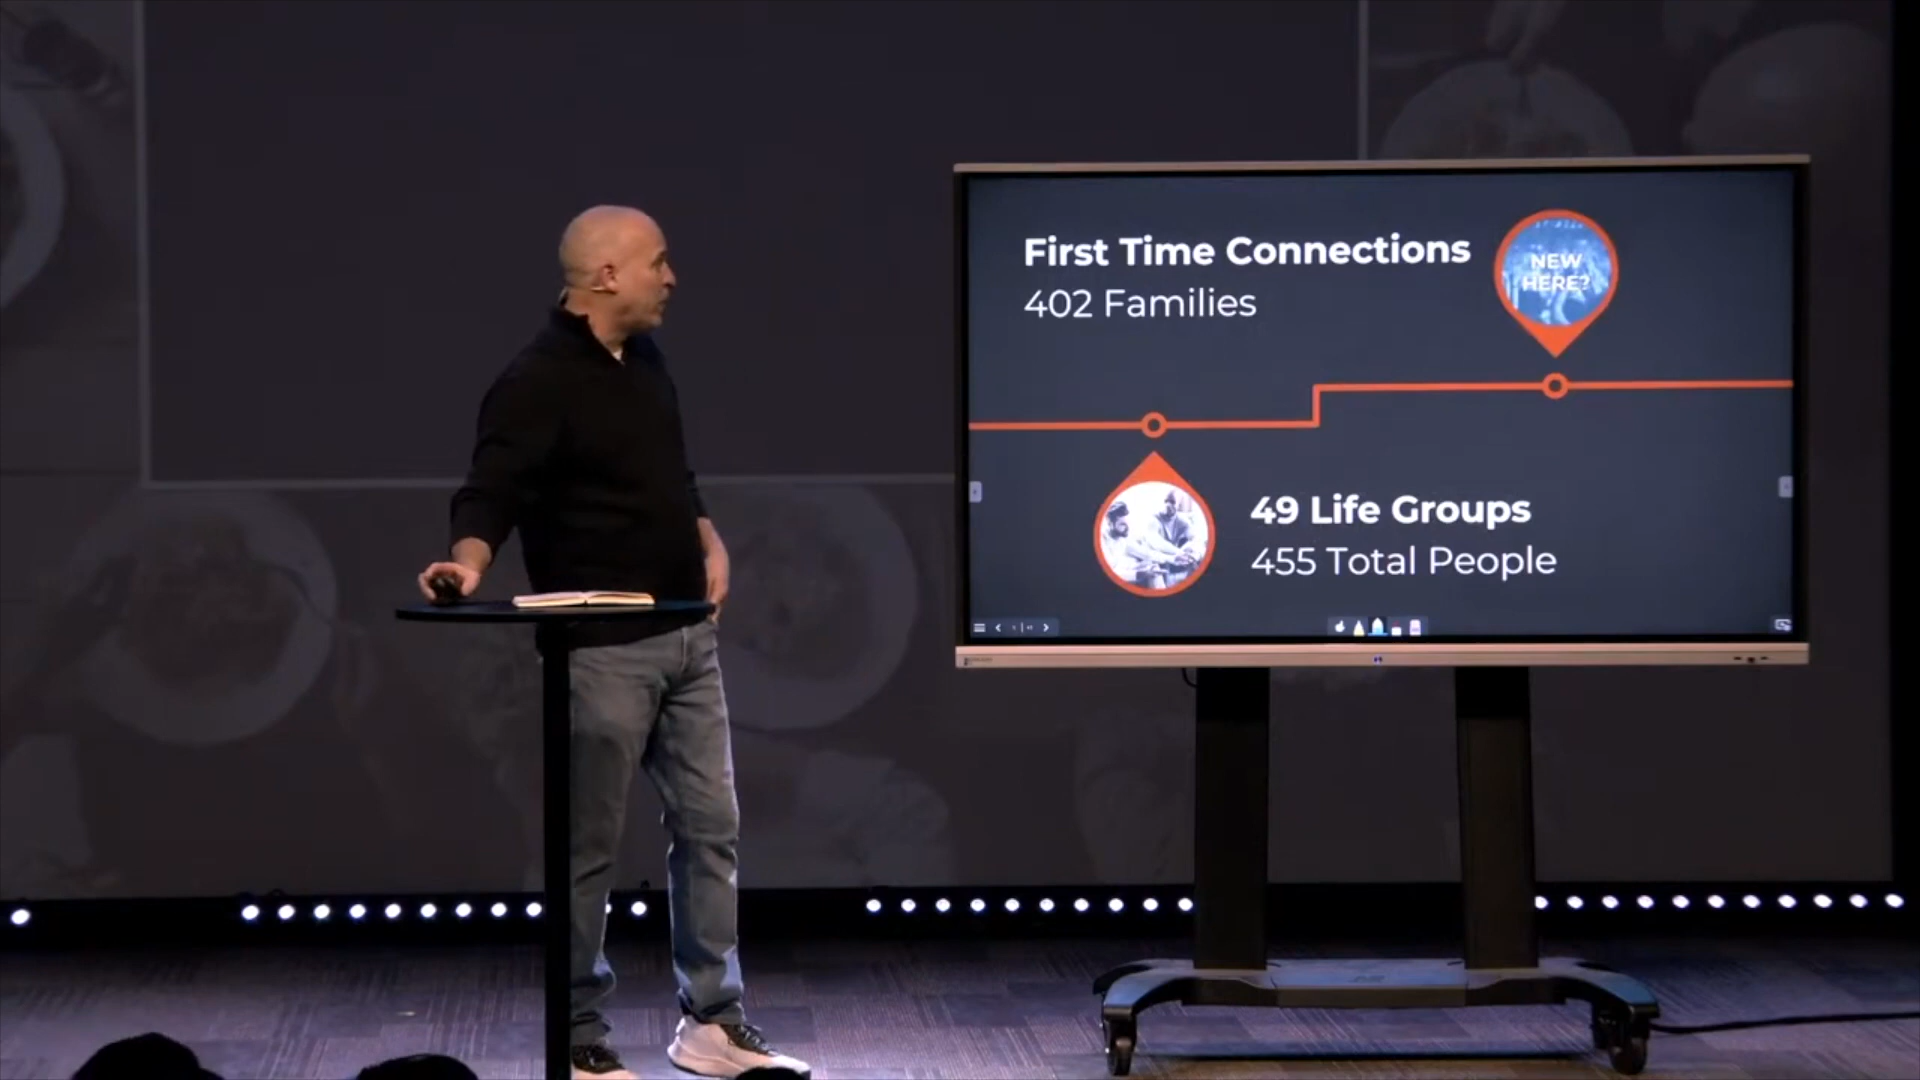 First Time Connections
402 Families
NEW
HERE?
49 Life Groups
455 Total People